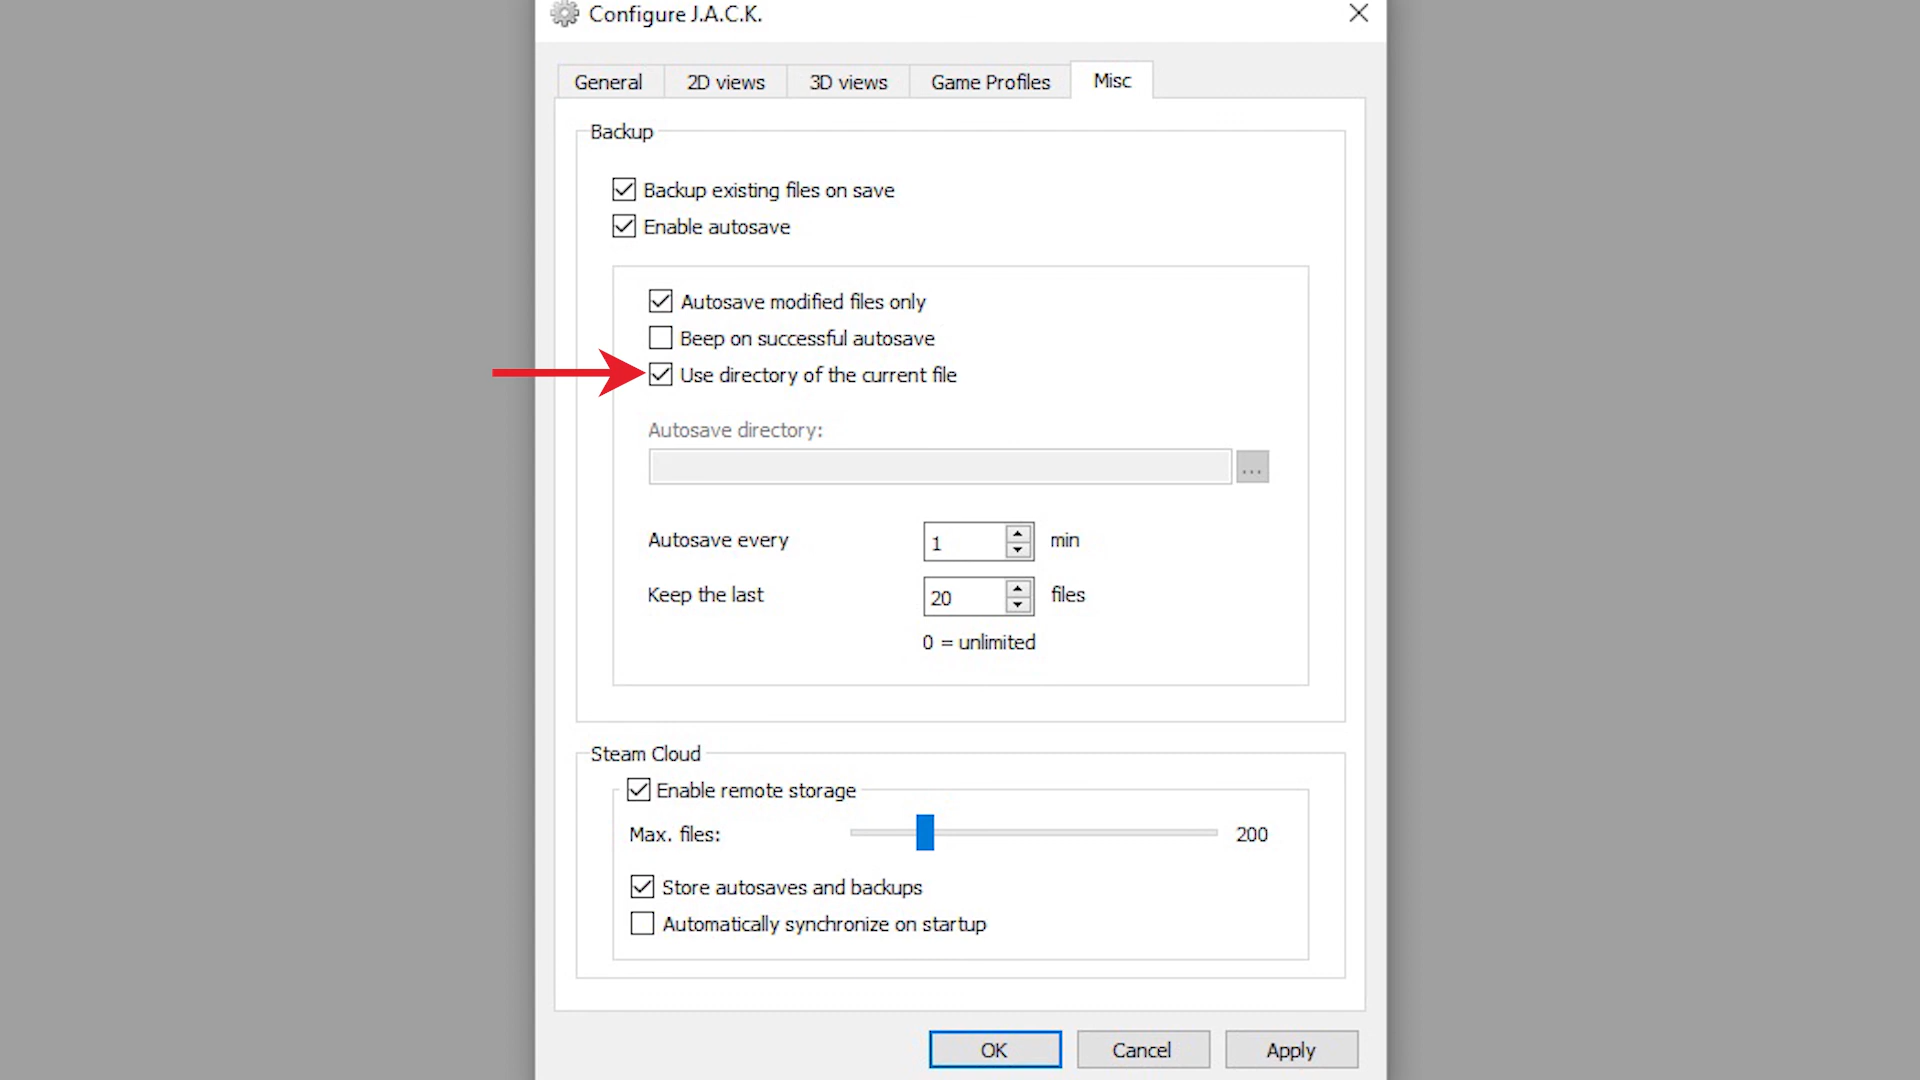 Configure J.A.C.K.
General 2D views 3D views Game Profiles Misc
Backup
Backup existing files on save
Enable autosave
Autosave modified files only
Beep on successful autosave
Use directory of the current file
Autosave directory:
...
Autosave every 1 min
Keep the last 20 files
0 = unlimited
Steam Cloud
Enable remote storage
Max. files: 200
Store autosaves and backups
Automatically synchronize on startup
OK Cancel Apply